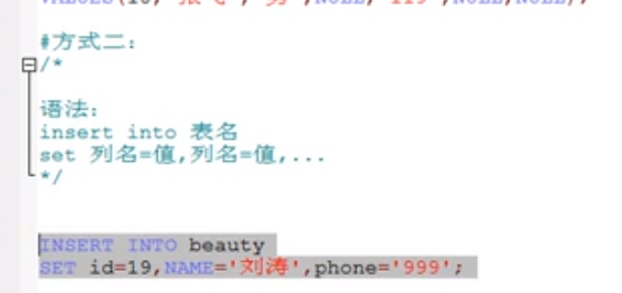 #方式二:
/*
语法:
insert into 表名
set 列名=值,列名=值,...
*/
INSERT INTO beauty
SET id=19,NAME='刘涛',phone='999';